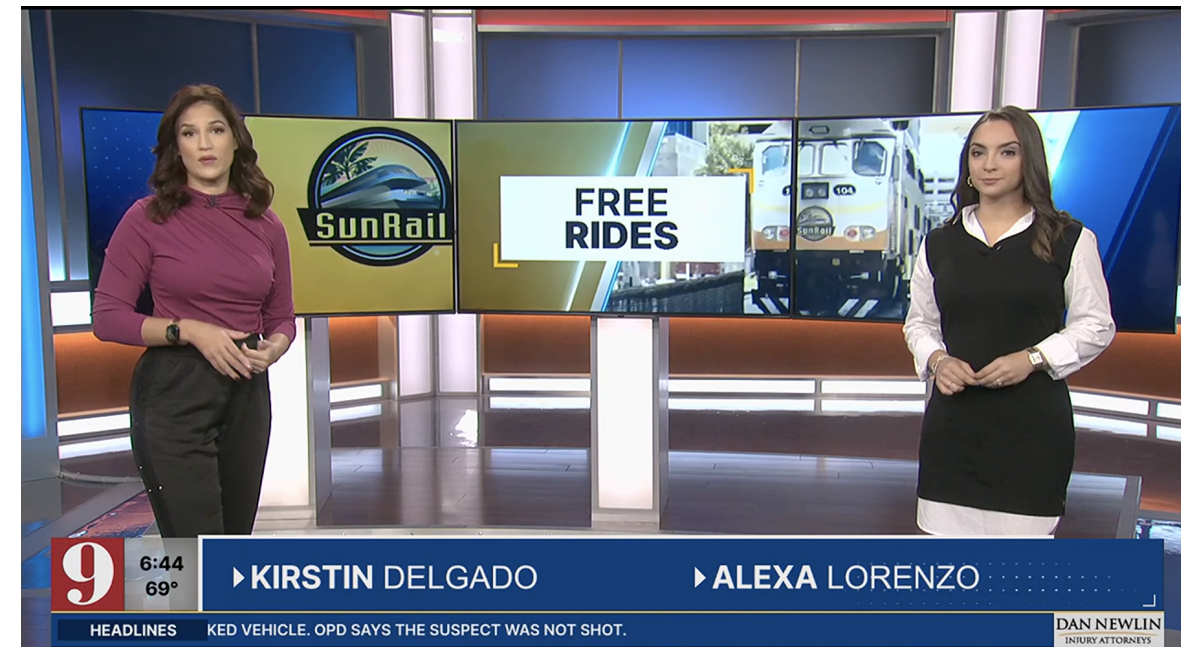 SunRail
FREE
RIDES
104
SunRail
9
6:44
69°
KIRSTIN DELGADO
ALEXA LORENZO
HEADLINES
KED VEHICLE. OPD SAYS THE SUSPECT WAS NOT SHOT.
DAN NEWLIN
INJURY ATTORNEYS